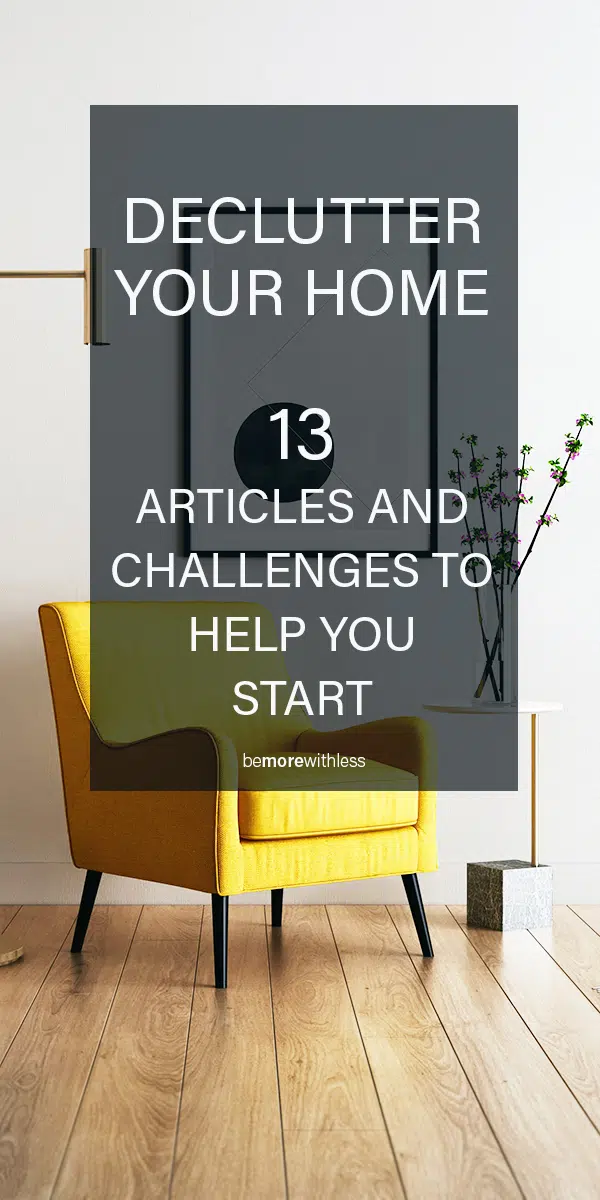 DECLUTTER
YOUR HOME
13
ARTICLES AND
CHALLENGES TO
HELP YOU
START
bemorewithless